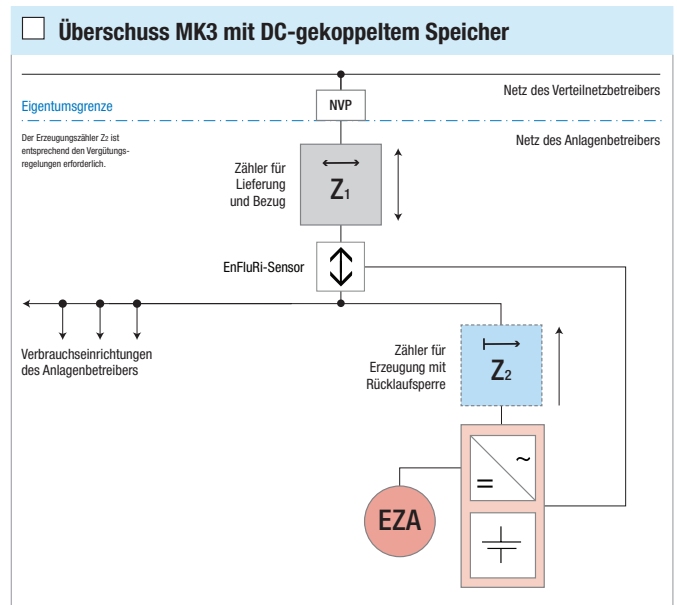 Überschuss MK3 mit DC-gekoppeltem Speicher
Netz des Verteilnetzbetreibers
Eigentumsgrenze
NVP
Der Erzeugungszähler Z2 ist
entsprechend den Vergütungs-
regelungen erforderlich.
Netz des Anlagenbetreibers
Zähler für
Lieferung
und Bezug
Z1
EnFluRi-Sensor
Verbrauchseinrichtungen
des Anlagenbetreibers
Zähler für
Erzeugung mit
Rücklaufsperre
Z2
~
=
EZA